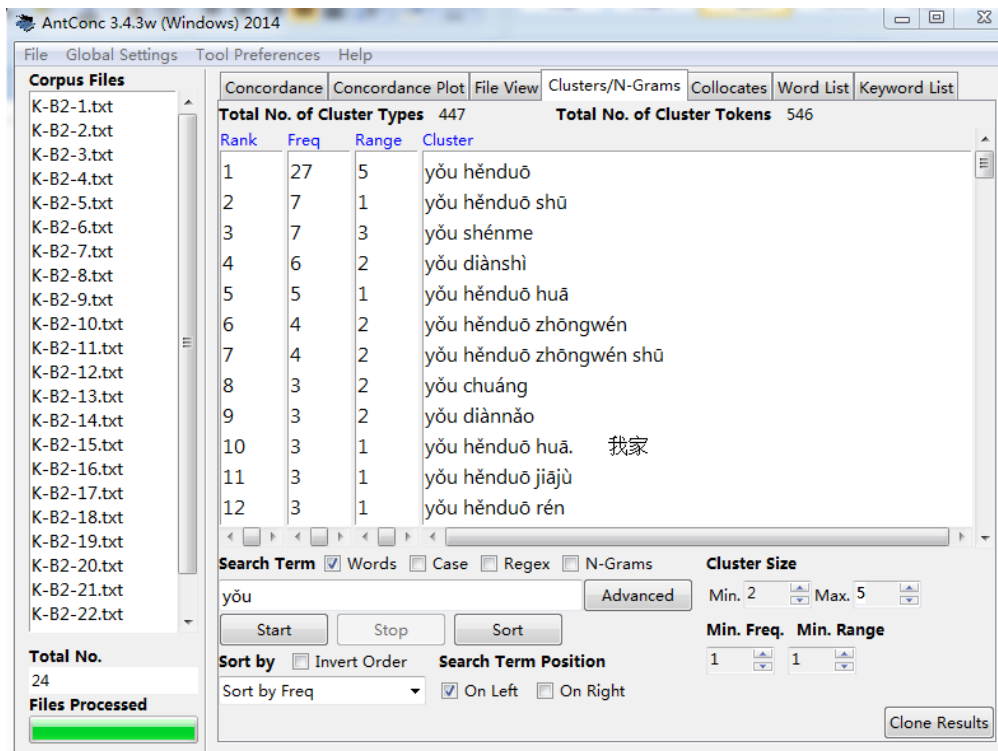 AntConc 3.4.3w (Windows) 2014
File Global Settings Tool Preferences Help
Corpus Files
K-B2-1.txt
K-B2-2.txt
K-B2-3.txt
K-B2-4.txt
K-B2-5.txt
K-B2-6.txt
K-B2-7.txt
K-B2-8.txt
K-B2-9.txt
K-B2-10.txt
K-B2-11.txt
K-B2-12.txt
K-B2-13.txt
K-B2-14.txt
K-B2-15.txt
K-B2-16.txt
K-B2-17.txt
K-B2-18.txt
K-B2-19.txt
K-B2-20.txt
K-B2-21.txt
K-B2-22.txt
Total No.
24
Files Processed
Concordance Concordance Plot File View Clusters/N-Grams Collocates Word List Keyword List
Total No. of Cluster Types 447 Total No. of Cluster Tokens 546
Rank Freq Range Cluster
1 27 5 yǒu hěnduō
2 7 1 yǒu hěnduō shū
3 7 3 yǒu shénme
4 6 2 yǒu diànshì
5 5 1 yǒu hěnduō huā
6 4 2 yǒu hěnduō zhōngwén
7 4 2 yǒu hěnduō zhōngwén shū
8 3 2 yǒu chuáng
9 3 2 yǒu diànnǎo
10 3 1 yǒu hěnduō huā. 我家
11 3 1 yǒu hěnduō jiājù
12 3 1 yǒu hěnduō rén
Search Term Words Case Regex N-Grams Cluster Size
yǒu Advanced Min. 2 Max. 5
Start Stop Sort Min. Freq. Min. Range
Sort by Invert Order Search Term Position 1 1
Sort by Freq On Left On Right
Clone Results